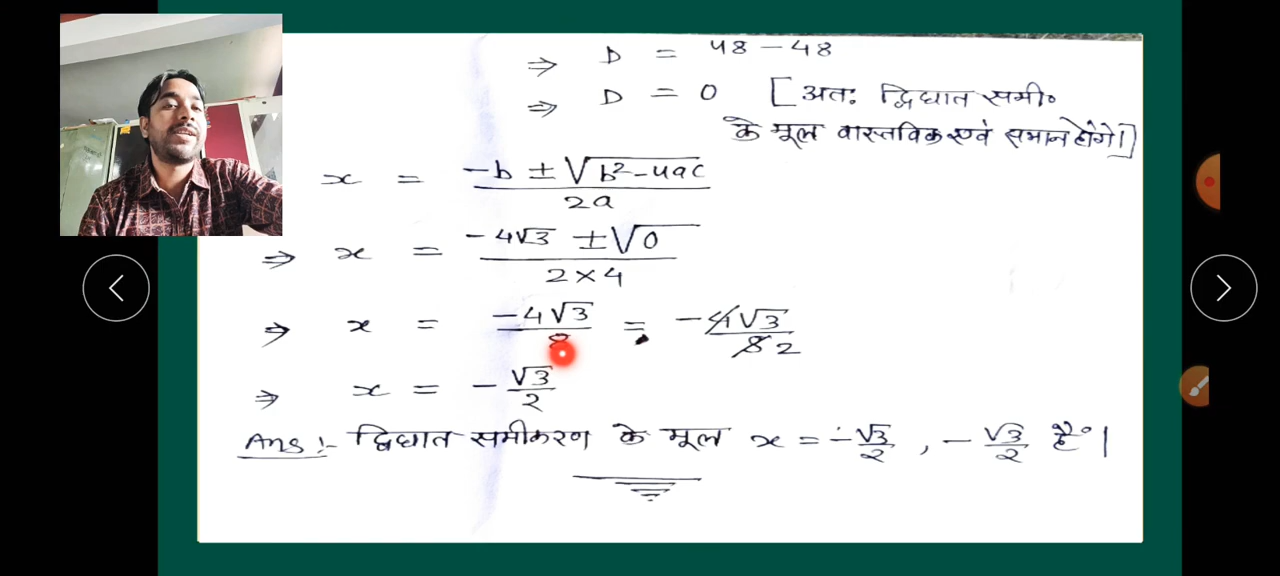 ⇒ D = 48 – 48
⇒ D = 0 [अतः द्विघात समी०
के मूल वास्तविक एवं समान होंगे।]
x = -b ± √b²-4ac / 2a
⇒ x = -4√3 ± √0 / 2×4
⇒ x = -4√3 / 8 = -4√3 / 8 2
⇒ x = -√3/2
Ans :- द्विघात समीकरण के मूल x = -√3/2 , -√3/2 है।